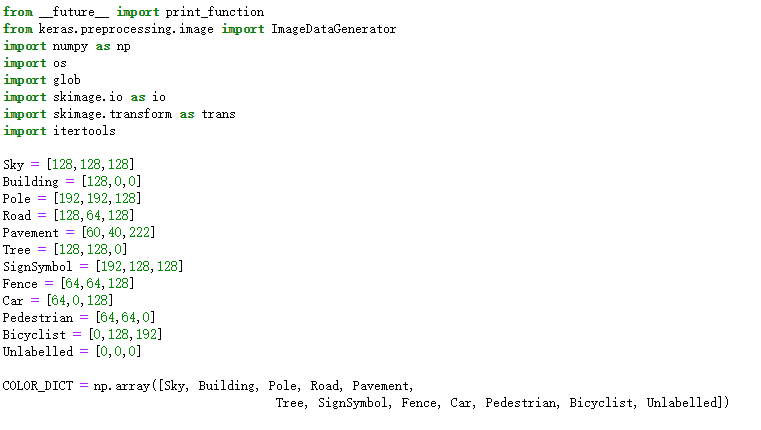 from __future__ import print_function
from keras.preprocessing.image import ImageDataGenerator
import numpy as np
import os
import glob
import skimage.io as io
import skimage.transform as trans
import itertools
Sky = [128,128,128]
Building = [128,0,0]
Pole = [192,192,128]
Road = [128,64,128]
Pavement = [60,40,222]
Tree = [128,128,0]
SignSymbol = [192,128,128]
Fence = [64,64,128]
Car = [64,0,128]
Pedestrian = [64,64,0]
Bicyclist = [0,128,192]
Unlabelled = [0,0,0]
COLOR_DICT = np.array([Sky, Building, Pole, Road, Pavement,
Tree, SignSymbol, Fence, Car, Pedestrian, Bicyclist, Unlabelled])